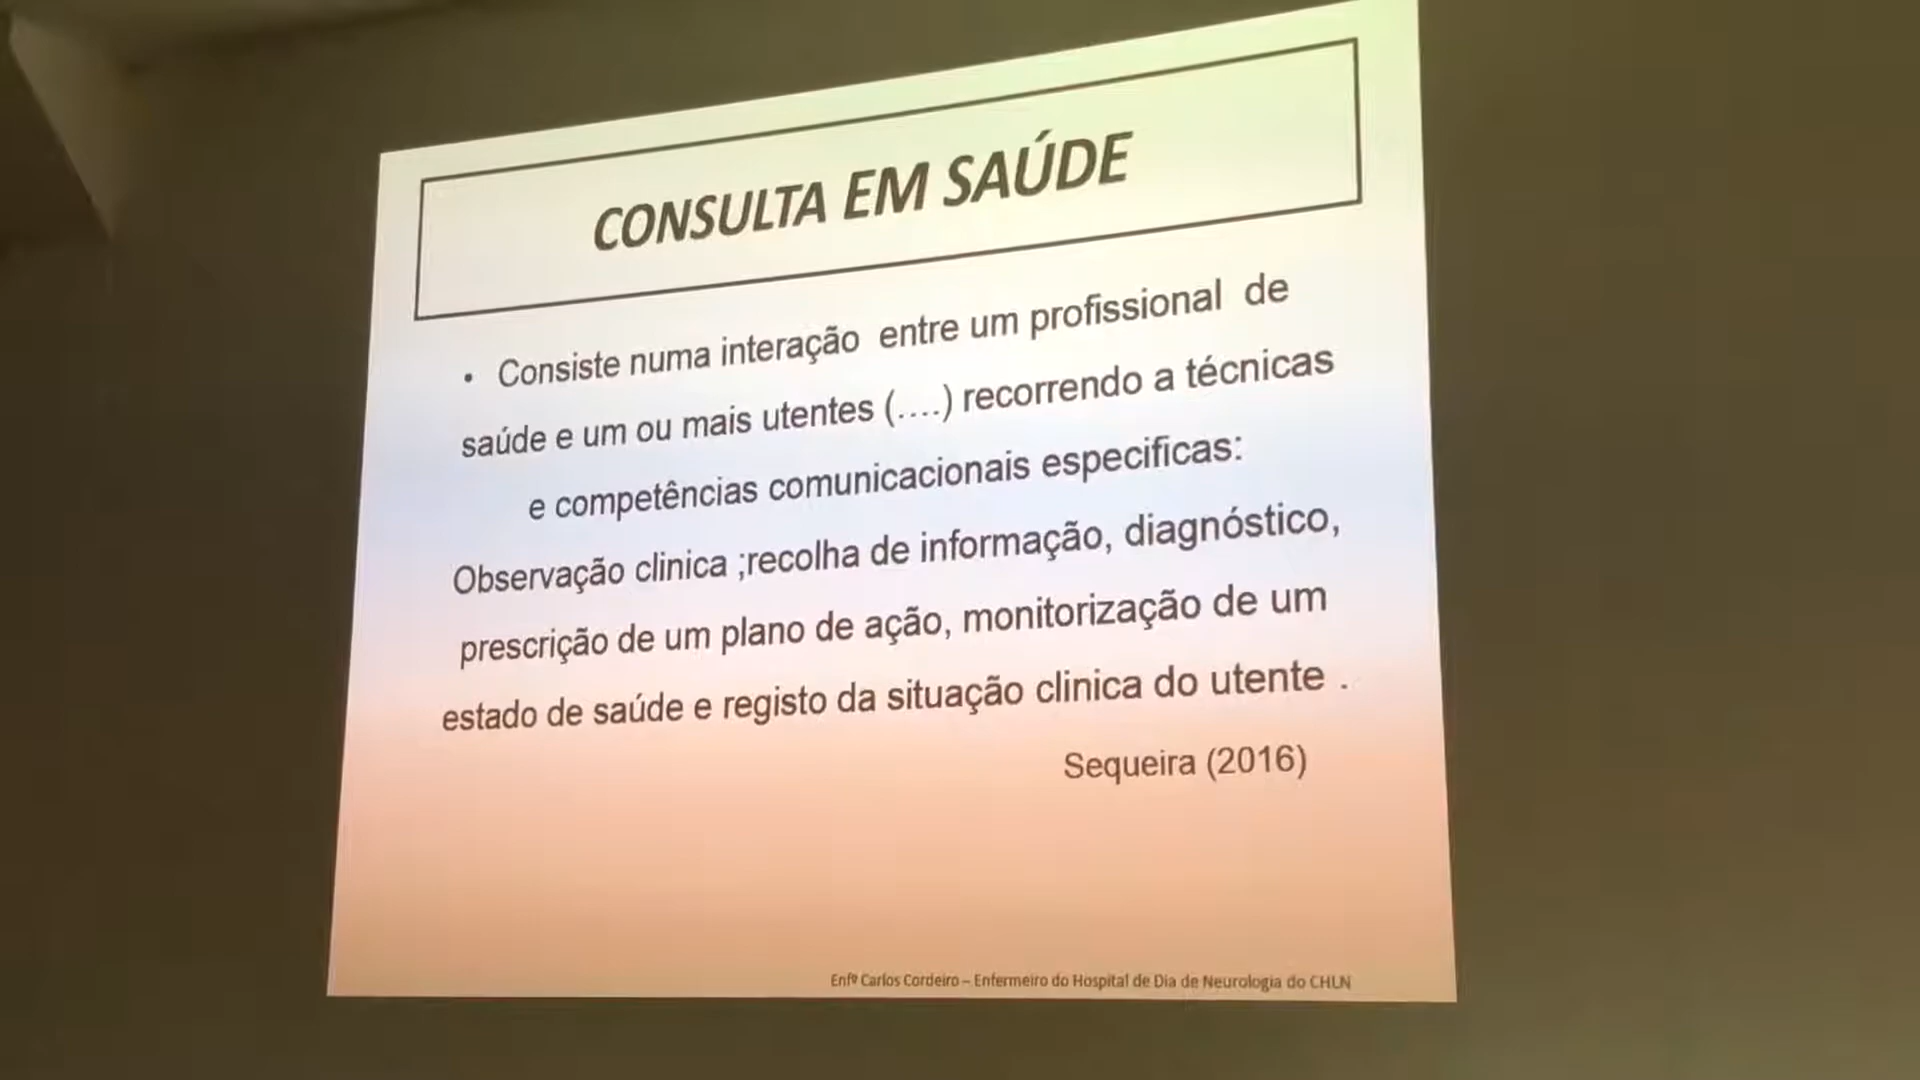 CONSULTA EM SAÚDE
• Consiste numa interação entre um profissional de
saúde e um ou mais utentes (....) recorrendo a técnicas
e competências comunicacionais especificas:
Observação clinica ;recolha de informação, diagnóstico,
prescrição de um plano de ação, monitorização de um
estado de saúde e registo da situação clinica do utente .
Sequeira (2016)
Enfº Carlos Cordeiro – Enfermeiro do Hospital de Dia de Neurologia do CHLN